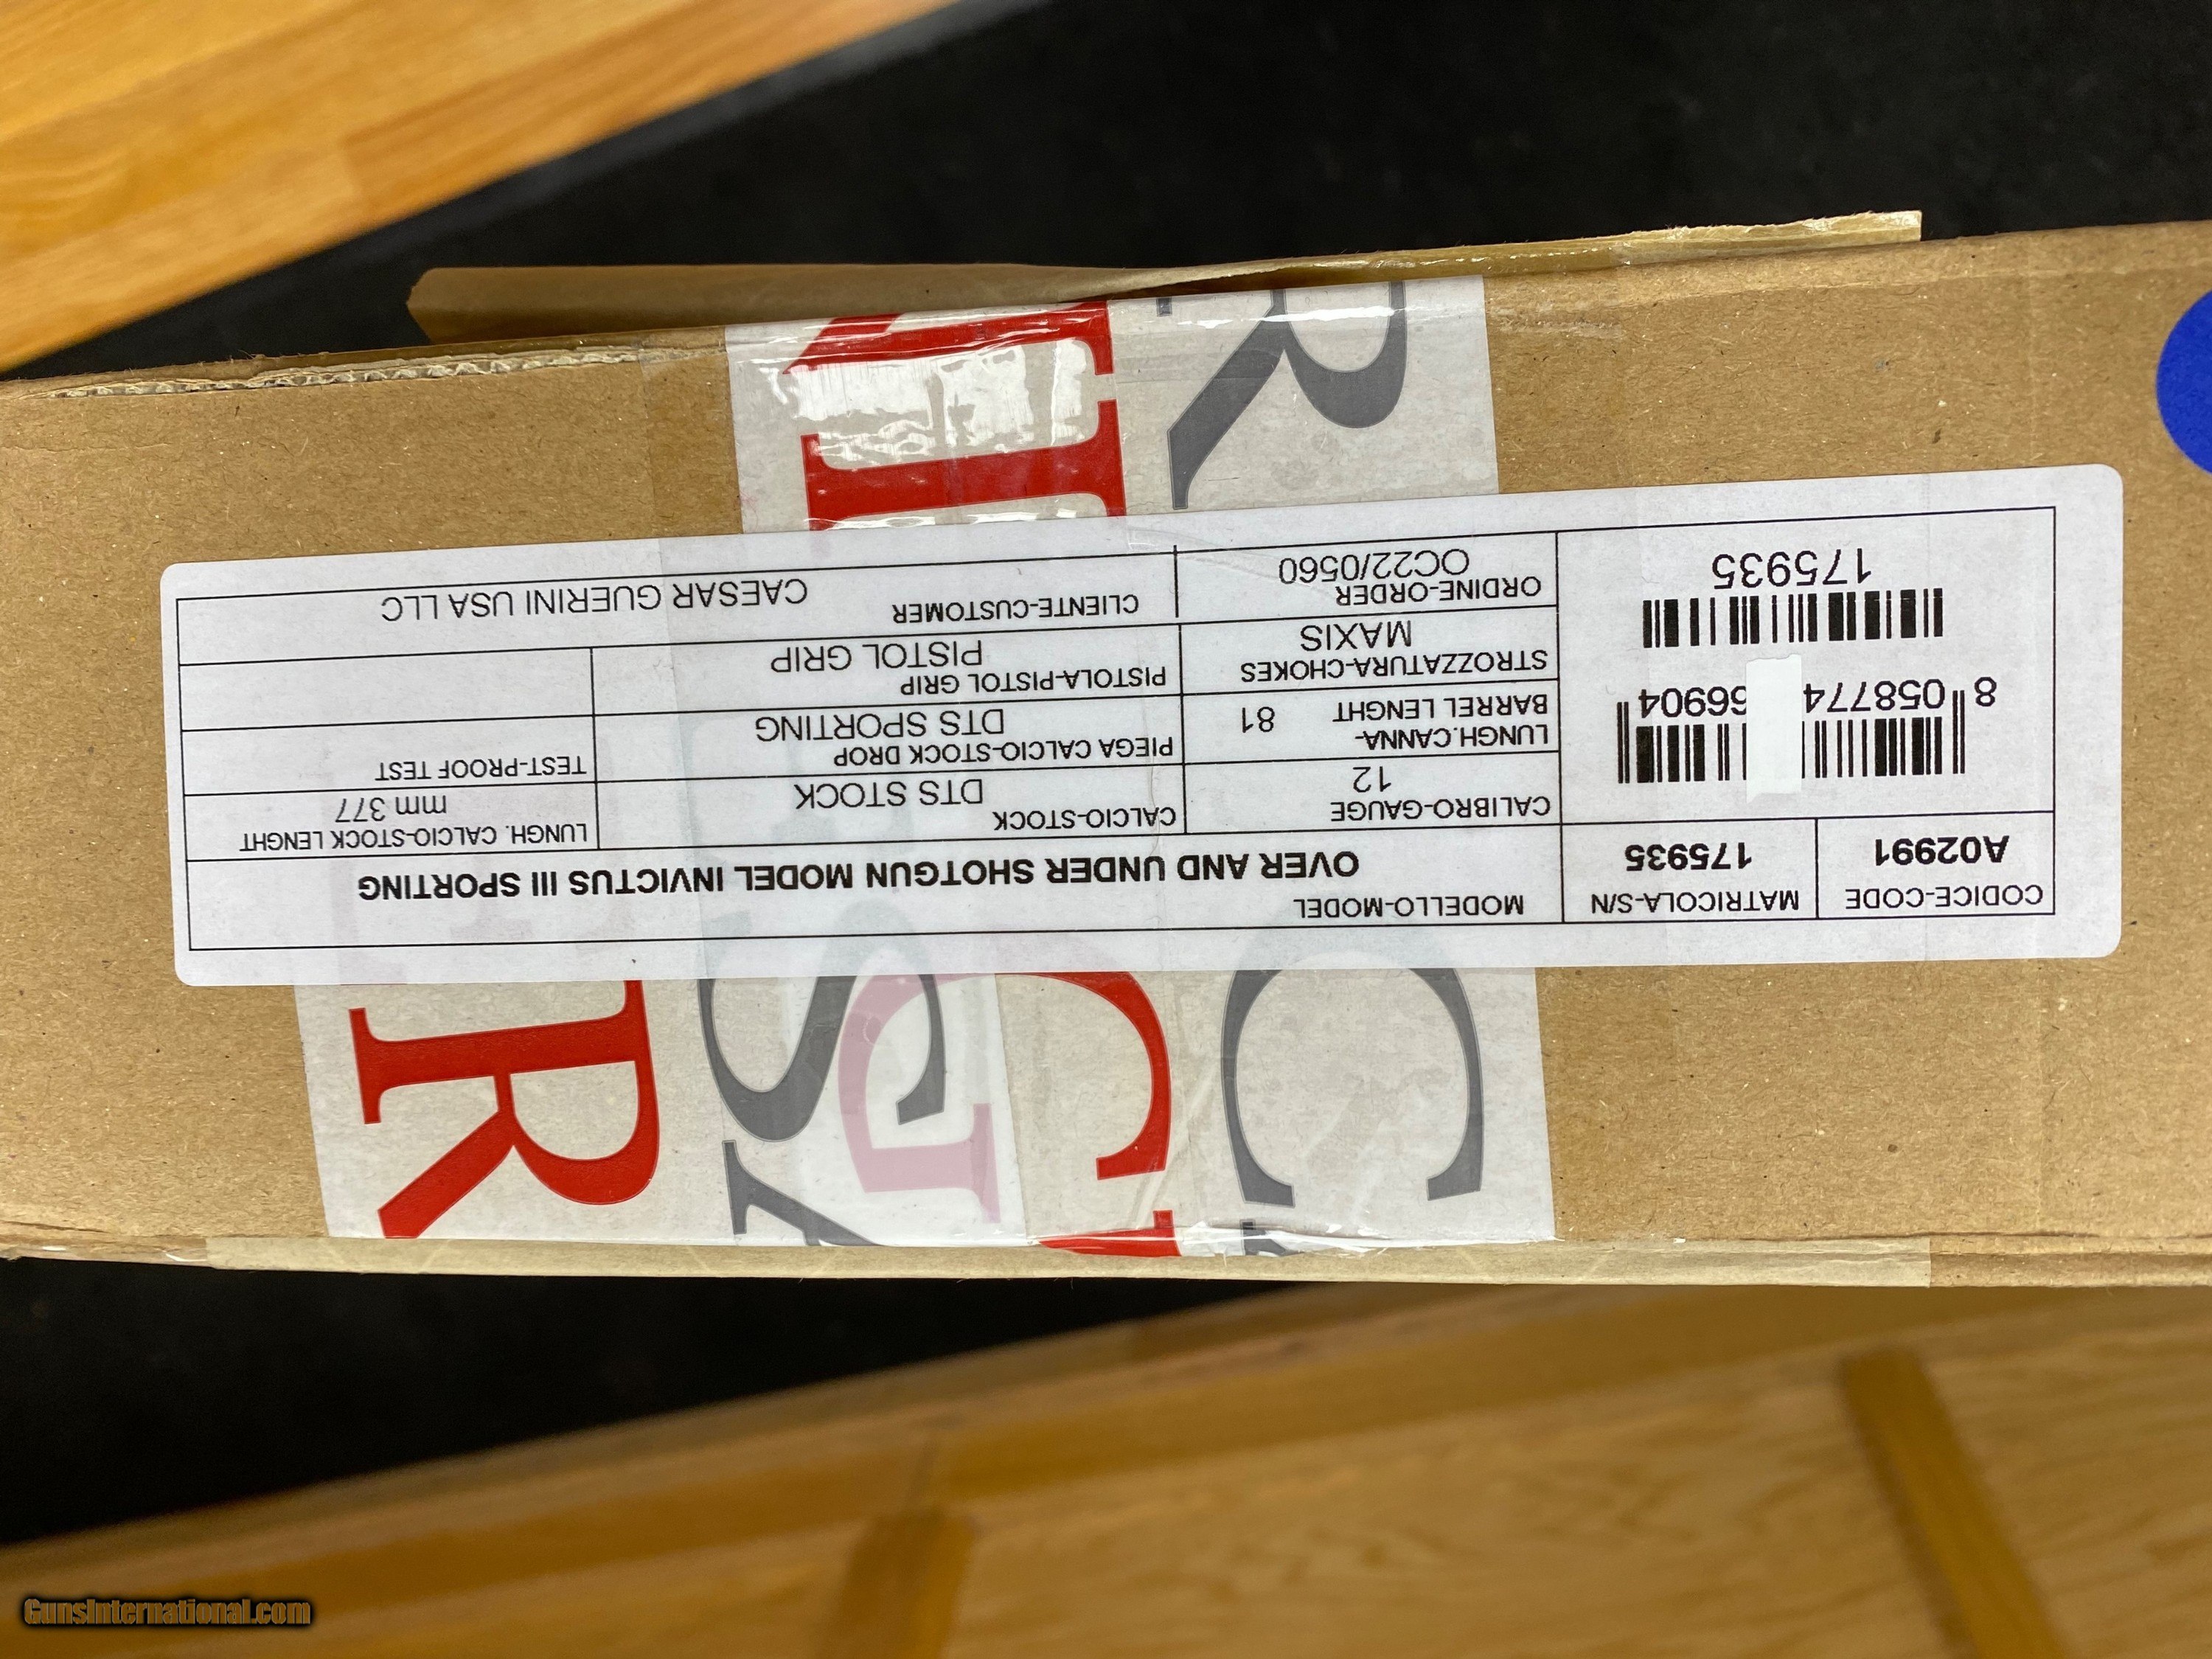 CODICE-CODE
A02991
MATRICOLA-S/N
175935
MODELLO-MODEL
OVER AND UNDER SHOTGUN MODEL INVICTUS III SPORTING
8 058774 66904
175935
CALIBRO-GAUGE
12
CALCIO-STOCK
DTS STOCK
LUNGH. CALCIO-STOCK LENGHT
mm 377
LUNGH.CANNA-
BARREL LENGHT 81
PIEGA CALCIO-STOCK DROP
DTS SPORTING
TEST-PROOF TEST
STROZZATURA-CHOKES
MAXIS
PISTOLA-PISTOL GRIP
PISTOL GRIP
ORDINE-ORDER
OC22/0560
CLIENTE-CUSTOMER
CAESAR GUERINI USA LLC
GunsInternational.com